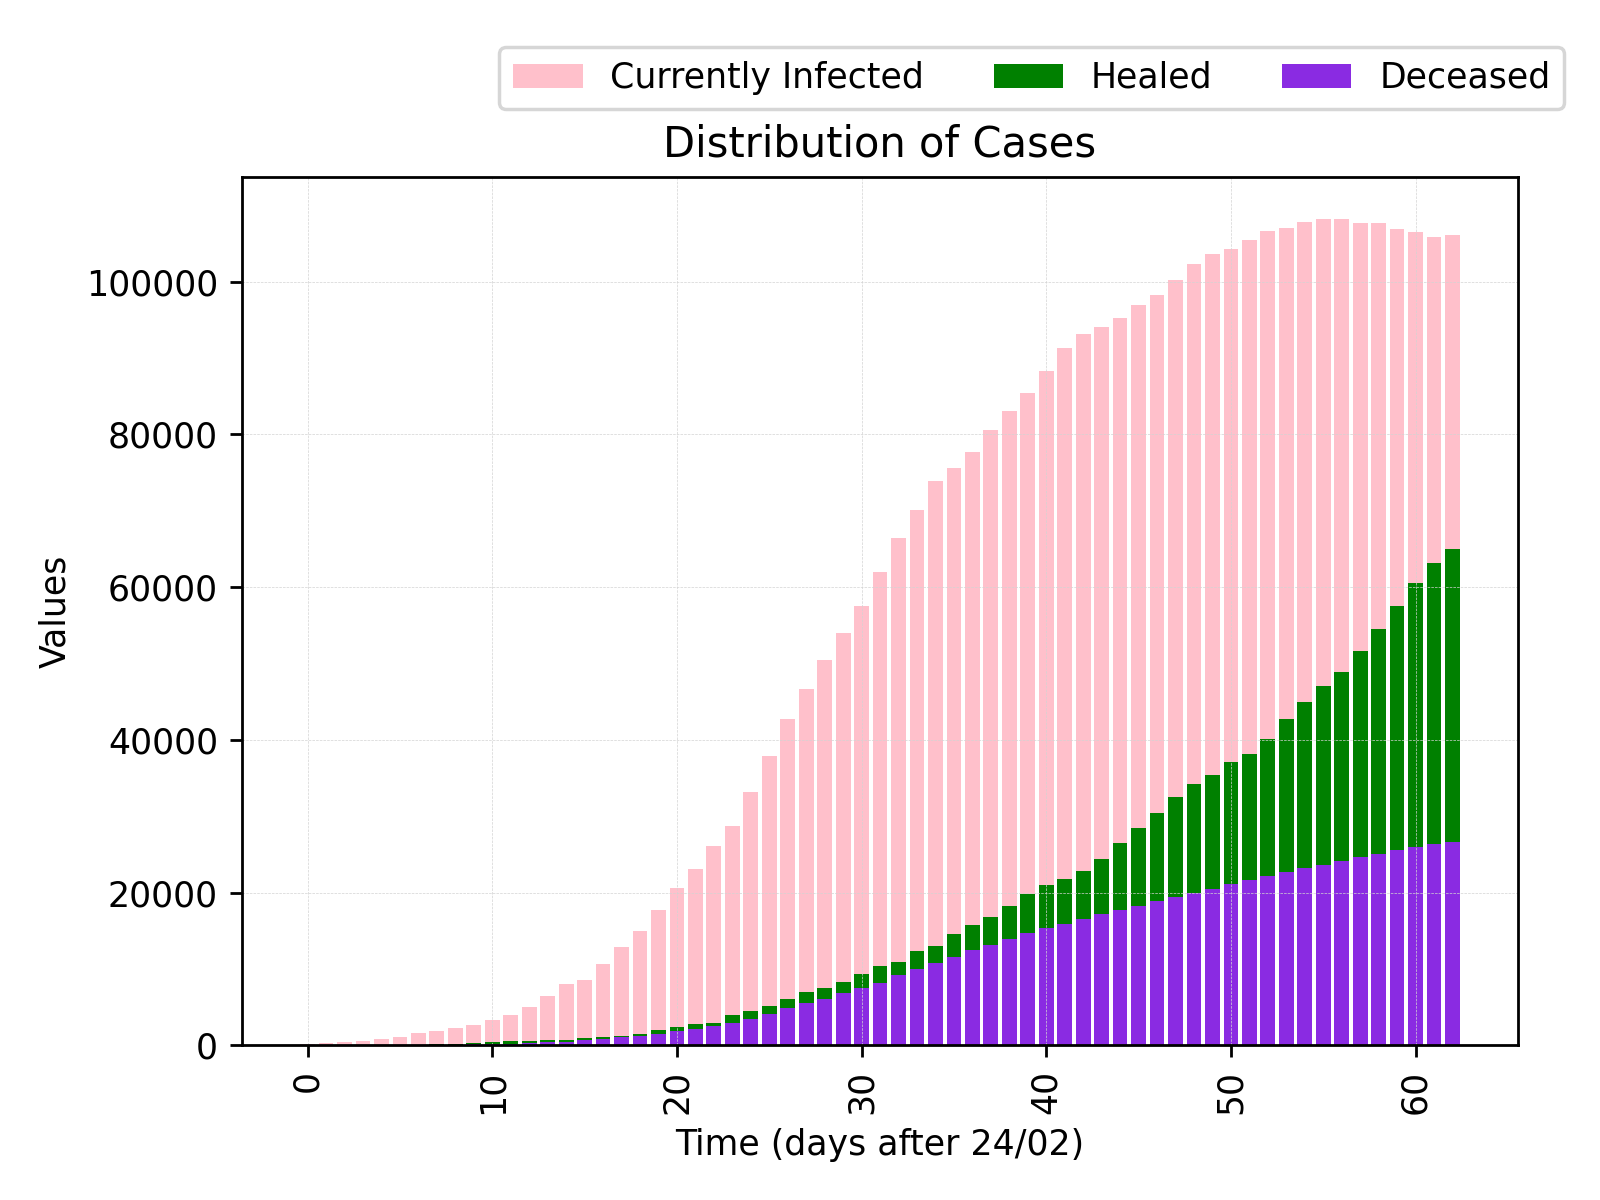 Currently Infected Healed Deceased
Distribution of Cases
Values
100000
80000
60000
40000
20000
0
0 10 20 30 40 50 60
Time (days after 24/02)